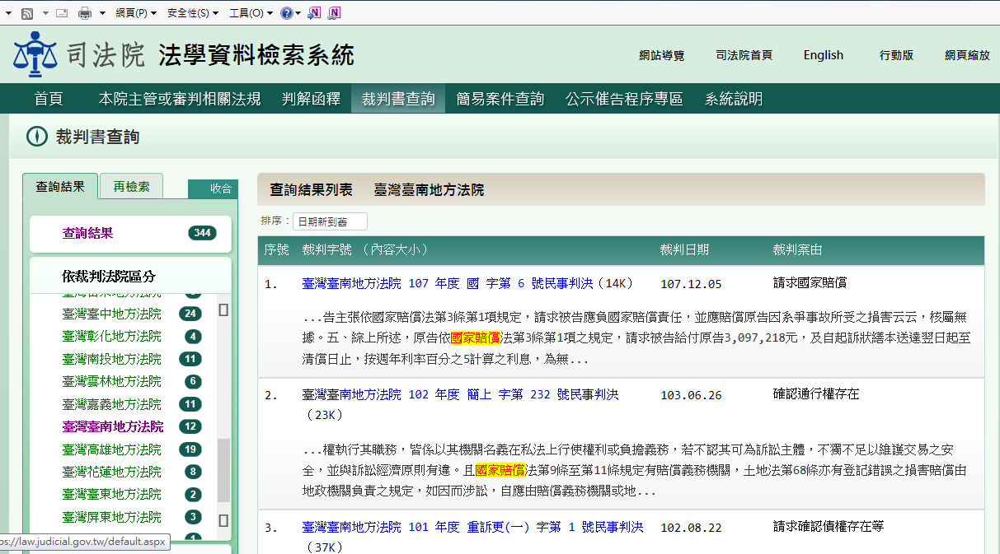 網頁(P) 安全性(S) 工具(O)
司法院 法學資料檢索系統
網站導覽 司法院首頁 English 行動版 網頁縮放
首頁 本院主管或審判相關法規 判解函釋 裁判書查詢 簡易案件查詢 公示催告程序專區 系統說明
裁判書查詢
查詢結果 再檢索 收合
查詢結果 344
依裁判法院區分
臺灣臺中地方法院 24
臺灣彰化地方法院 4
臺灣南投地方法院 11
臺灣雲林地方法院 6
臺灣嘉義地方法院 11
臺灣臺南地方法院 12
臺灣高雄地方法院 19
臺灣花蓮地方法院 8
臺灣臺東地方法院 2
臺灣屏東地方法院 3
ps://law.judicial.gov.tw/default.aspx
查詢結果列表 臺灣臺南地方法院
排序： 日期新到舊
序號 裁判字號 （內容大小） 裁判日期 裁判案由
1. 臺灣臺南地方法院 107 年度 國 字第 6 號民事判決（14K） 107.12.05 請求國家賠償
...告主張依國家賠償法第3條第1項規定，請求被告應負國家賠償責任，並應賠償原告因系爭事故所受之損害云云，核屬無
據。五、綜上所述，原告依國家賠償法第3條第1項之規定，請求被告給付原告3,097,218元，及自起訴狀繕本送達翌日起至
清償日止，按週年利率百分之5計算之利息，為無...
2. 臺灣臺南地方法院 102 年度 簡上 字第 232 號民事判決 103.06.26 確認通行權存在
（23K）
...權執行其職務，皆係以其機關名義在私法上行使權利或負擔義務，若不認其可為訴訟主體，不獨不足以維護交易之安
全，並與訴訟經濟原則有違。且國家賠償法第9條至第11條規定有賠償義務機關，土地法第68條亦有登記錯誤之損害賠償由
地政機關負責之規定，如因而涉訟，自應由賠償義務機關或地...
3. 臺灣臺南地方法院 101 年度 重訴更(一) 字第 1 號民事判決 102.08.22 請求確認債權存在等
（37K）